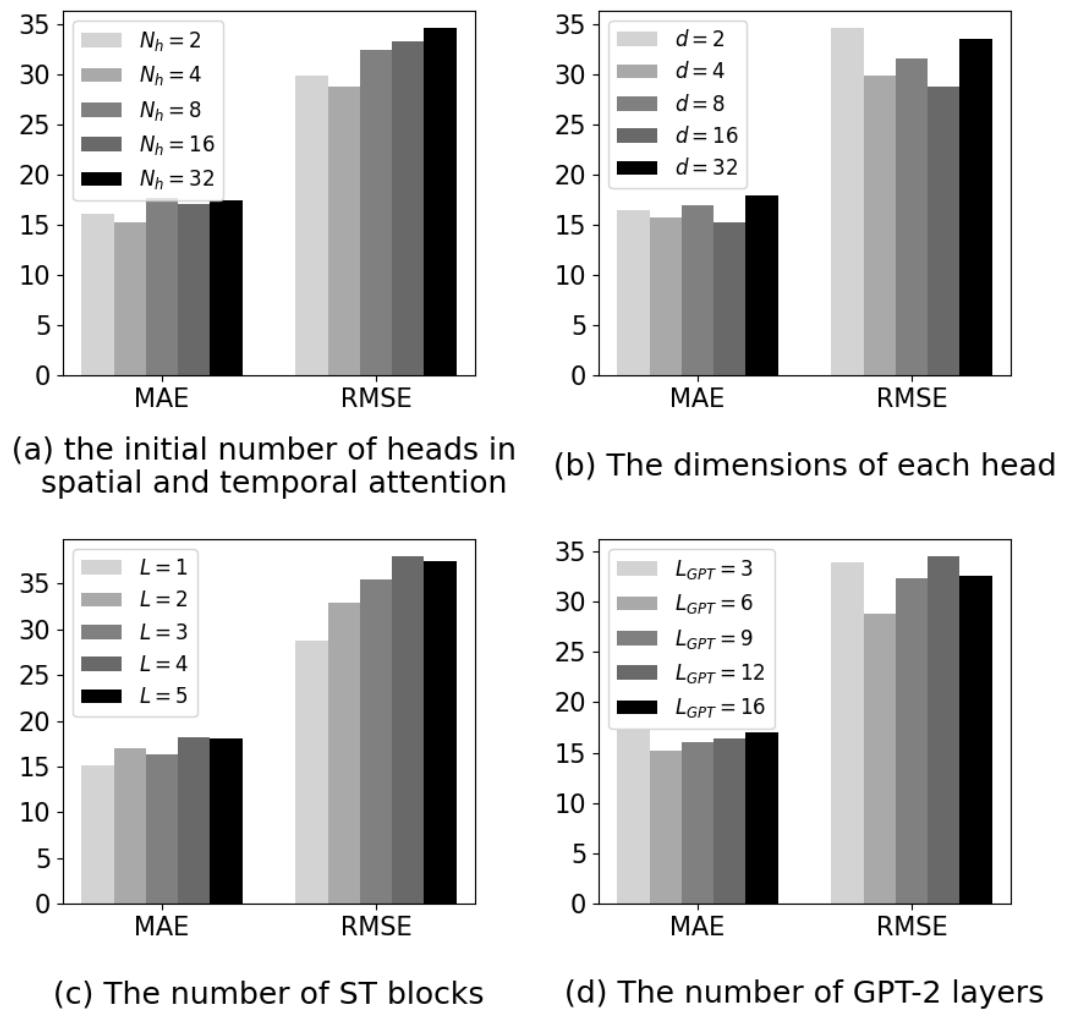 35
30
25
20
15
10
5
0
N_h = 2
N_h = 4
N_h = 8
N_h = 16
N_h = 32
MAE RMSE
(a) the initial number of heads in
spatial and temporal attention
35
30
25
20
15
10
5
0
d = 2
d = 4
d = 8
d = 16
d = 32
MAE RMSE
(b) The dimensions of each head
35
30
25
20
15
10
5
0
L = 1
L = 2
L = 3
L = 4
L = 5
MAE RMSE
(c) The number of ST blocks
35
30
25
20
15
10
5
0
L_GPT = 3
L_GPT = 6
L_GPT = 9
L_GPT = 12
L_GPT = 16
MAE RMSE
(d) The number of GPT-2 layers